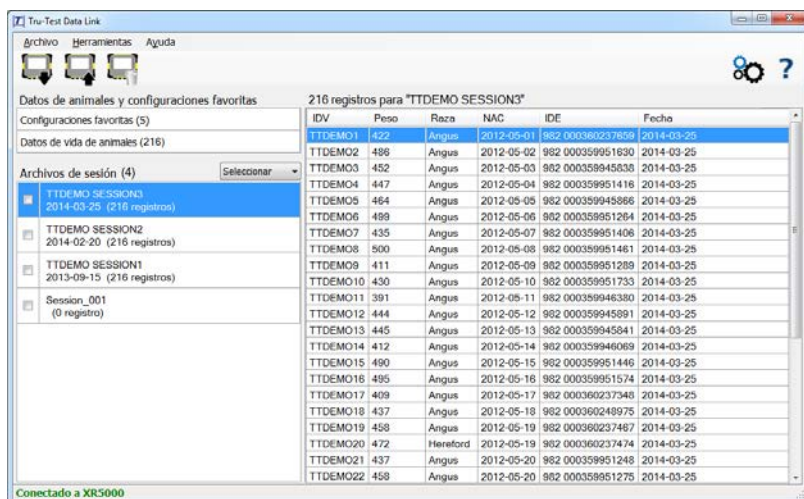 Tru-Test Data Link
Archivo Herramientas Ayuda
?
Datos de animales y configuraciones favoritas
Configuraciones favoritas (5)
Datos de vida de animales (216)
Archivos de sesión (4) Seleccionar
TTDEMO SESSION3
2014-03-25 (216 registros)
TTDEMO SESSION2
2014-02-20 (216 registros)
TTDEMO SESSION1
2013-09-15 (216 registros)
Session_001
(0 registro)
216 registros para "TTDEMO SESSION3"
IDV Peso Raza NAC IDE Fecha
TTDEMO1 422 Angus 2012-05-01 982 000360237659 2014-03-25
TTDEMO2 486 Angus 2012-05-02 982 000359951630 2014-03-25
TTDEMO3 452 Angus 2012-05-03 982 000359945838 2014-03-25
TTDEMO4 447 Angus 2012-05-04 982 000359951416 2014-03-25
TTDEMO5 464 Angus 2012-05-05 982 000359945866 2014-03-25
TTDEMO6 499 Angus 2012-05-06 982 000359951264 2014-03-25
TTDEMO7 435 Angus 2012-05-07 982 000359951406 2014-03-25
TTDEMO8 500 Angus 2012-05-08 982 000359951461 2014-03-25
TTDEMO9 411 Angus 2012-05-09 982 000359951289 2014-03-25
TTDEMO10 430 Angus 2012-05-10 982 000359951733 2014-03-25
TTDEMO11 391 Angus 2012-05-11 982 000359946380 2014-03-25
TTDEMO12 444 Angus 2012-05-12 982 000359945891 2014-03-25
TTDEMO13 445 Angus 2012-05-13 982 000359945841 2014-03-25
TTDEMO14 412 Angus 2012-05-14 982 000359946069 2014-03-25
TTDEMO15 490 Angus 2012-05-15 982 000359951446 2014-03-25
TTDEMO16 495 Angus 2012-05-16 982 000359951574 2014-03-25
TTDEMO17 409 Angus 2012-05-17 982 000360237348 2014-03-25
TTDEMO18 437 Angus 2012-05-18 982 000360248975 2014-03-25
TTDEMO19 458 Angus 2012-05-19 982 000360237467 2014-03-25
TTDEMO20 472 Hereford 2012-05-19 982 000360237474 2014-03-25
TTDEMO21 437 Angus 2012-05-20 982 000359951248 2014-03-25
TTDEMO22 458 Angus 2012-05-20 982 000359951275 2014-03-25
Conectado a XR5000